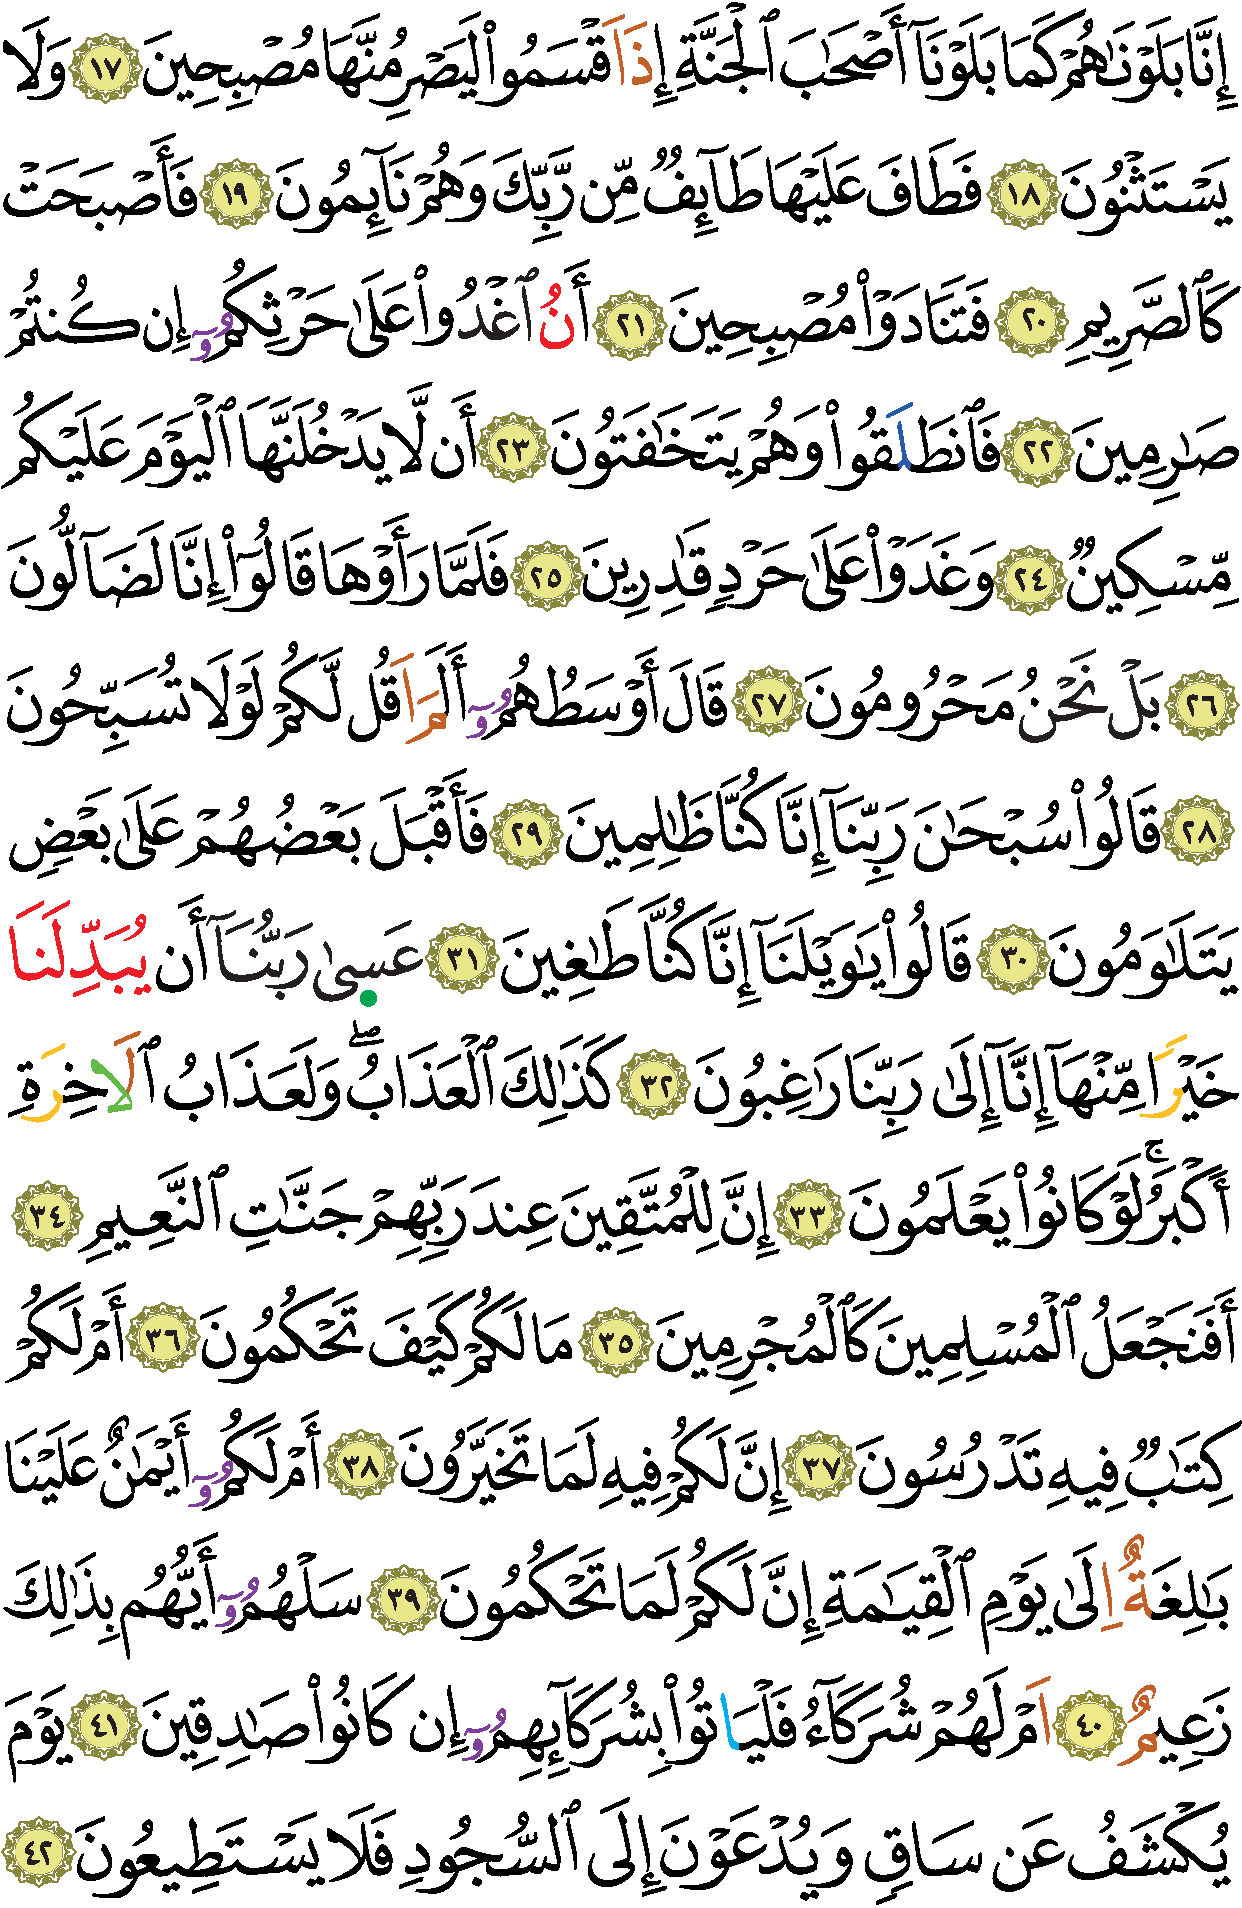 إِنَّا بَلَوْنَٰهُمْ كَمَا بَلَوْنَآ أَصْحَٰبَ ٱلْجَنَّةِ إِذَ اَ قْسَمُوا۟ لَيَصْرِمُنَّهَا مُصْبِحِينَ ١٧ وَلَا
يَسْتَثْنُونَ ١٨ فَطَافَ عَلَيْهَا طَآئِفٌ مِّن رَّبِّكَ وَهُمْ نَآئِمُونَ ١٩ فَأَصْبَحَتْ
كَٱلصَّرِيمِ ٢٠ فَتَنَادَوْا۟ مُصْبِحِينَ ٢١ أَنُ ٱغْدُوا۟ عَلَىٰ حَرْثِكُمُۥٓ إِن كُنتُمْ
صَٰرِمِينَ ٢٢ فَٱنطَلَقُوا۟ وَهُمْ يَتَخَٰفَتُونَ ٢٣ أَن لَّا يَدْخُلَنَّهَا ٱلْيَوْمَ عَلَيْكُم
مِّسْكِينٌ ٢٤ وَغَدَوْا۟ عَلَىٰ حَرْدٍ قَٰدِرِينَ ٢٥ فَلَمَّا رَأَوْهَا قَالُوٓا۟ إِنَّا لَضَآلُّونَ
٢٦ بَلْ نَحْنُ مَحْرُومُونَ ٢٧ قَالَ أَوْسَطُهُمُۥٓ أَلَمَ اَ قُل لَّكُمْ لَوْلَا تُسَبِّحُونَ
٢٨ قَالُوا۟ سُبْحَٰنَ رَبِّنَآ إِنَّا كُنَّا ظَٰلِمِينَ ٢٩ فَأَقْبَلَ بَعْضُهُمْ عَلَىٰ بَعْضٍ
يَتَلَٰوَمُونَ ٣٠ قَالُوا۟ يَٰوَيْلَنَآ إِنَّا كُنَّا طَٰغِينَ ٣١ عَسِىٰ رَبُّنَآ أَن يُبَدِّلَنَا
خَيْرًا مِّنْهَآ إِنَّآ إِلَىٰ رَبِّنَا رَٰغِبُونَ ٣٢ كَذَٰلِكَ ٱلْعَذَابُ ۖ وَلَعَذَابُ ٱلَاخِرَةِ
أَكْبَرُ ۚ لَوْ كَانُوا۟ يَعْلَمُونَ ٣٣ إِنَّ لِلْمُتَّقِينَ عِندَ رَبِّهِمْ جَنَّٰتِ ٱلنَّعِيمِ ٣٤
أَفَنَجْعَلُ ٱلْمُسْلِمِينَ كَٱلْمُجْرِمِينَ ٣٥ مَا لَكُمْ كَيْفَ تَحْكُمُونَ ٣٦ أَمْ لَكُمْ
كِتَٰبٌ فِيهِ تَدْرُسُونَ ٣٧ إِنَّ لَكُمْ فِيهِ لَمَا تَخَيَّرُونَ ٣٨ أَمْ لَكُمُۥٓ أَيْمَٰنٌ عَلَيْنَا
بَٰلِغَةٌ اِلَىٰ يَوْمِ ٱلْقِيَٰمَةِ إِنَّ لَكُمْ لَمَا تَحْكُمُونَ ٣٩ سَلْهُمُۥٓ أَيُّهُم بِذَٰلِكَ
زَعِيمٌ ٤٠ اَمْ لَهُمْ شُرَكَآءُ فَلْيَاتُوا۟ بِشُرَكَآئِهِمُۥٓ إِن كَانُوا۟ صَٰدِقِينَ ٤١ يَوْمَ
يُكْشَفُ عَن سَاقٍ وَيُدْعَوْنَ إِلَى ٱلسُّجُودِ فَلَا يَسْتَطِيعُونَ ٤٢